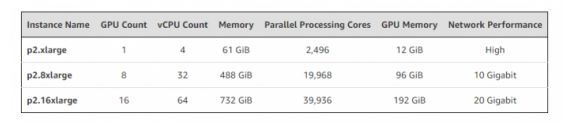 Instance Name GPU Count vCPU Count Memory Parallel Processing Cores GPU Memory Network Performance
p2.xlarge 1 4 61 GiB 2,496 12 GiB High
p2.8xlarge 8 32 488 GiB 19,968 96 GiB 10 Gigabit
p2.16xlarge 16 64 732 GiB 39,936 192 GiB 20 Gigabit